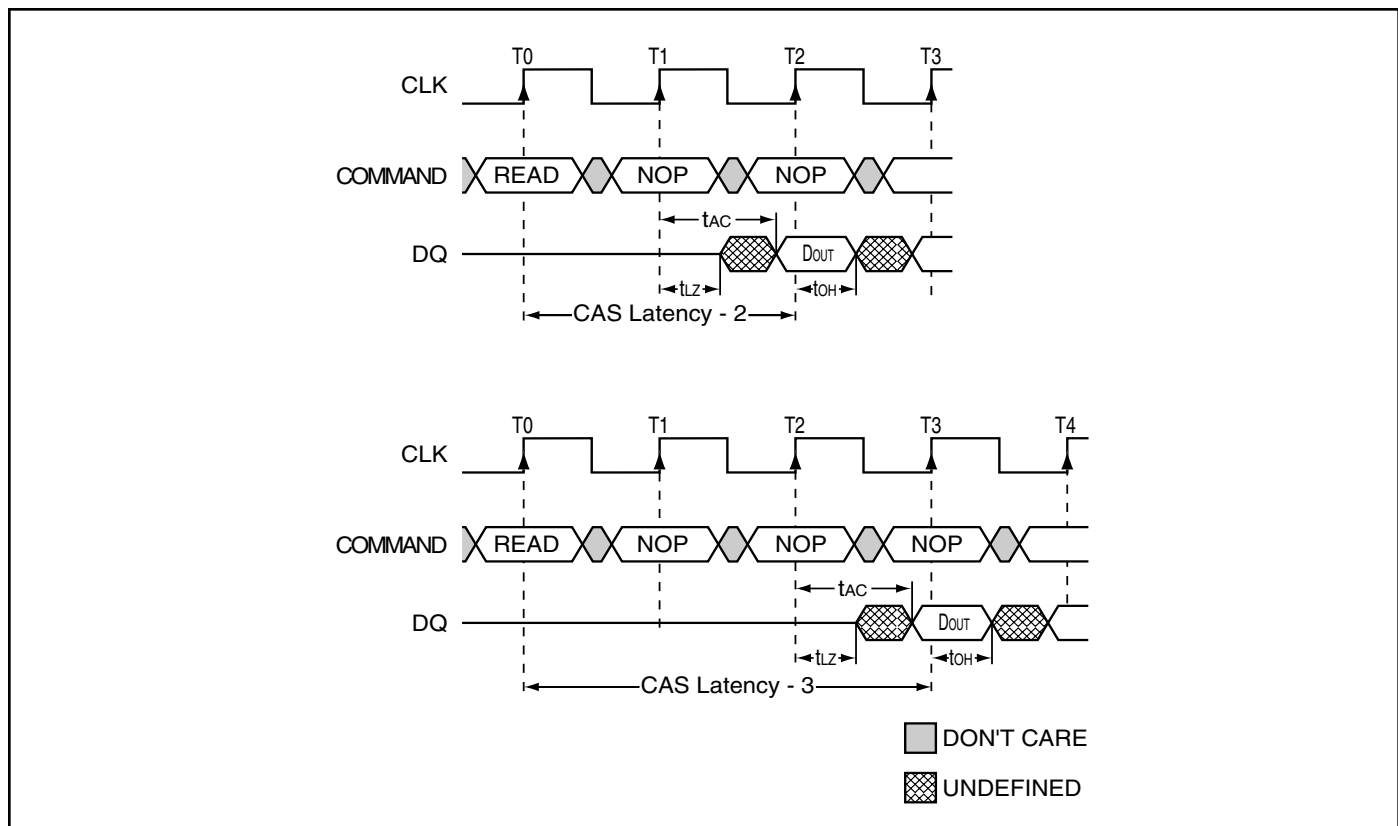 T0 T1 T2 T3
CLK
COMMAND READ NOP NOP
tAC
DQ DOUT
tLZ tOH
CAS Latency - 2
T0 T1 T2 T3 T4
CLK
COMMAND READ NOP NOP NOP
tAC
DQ DOUT
tLZ tOH
CAS Latency - 3
DON'T CARE
UNDEFINED